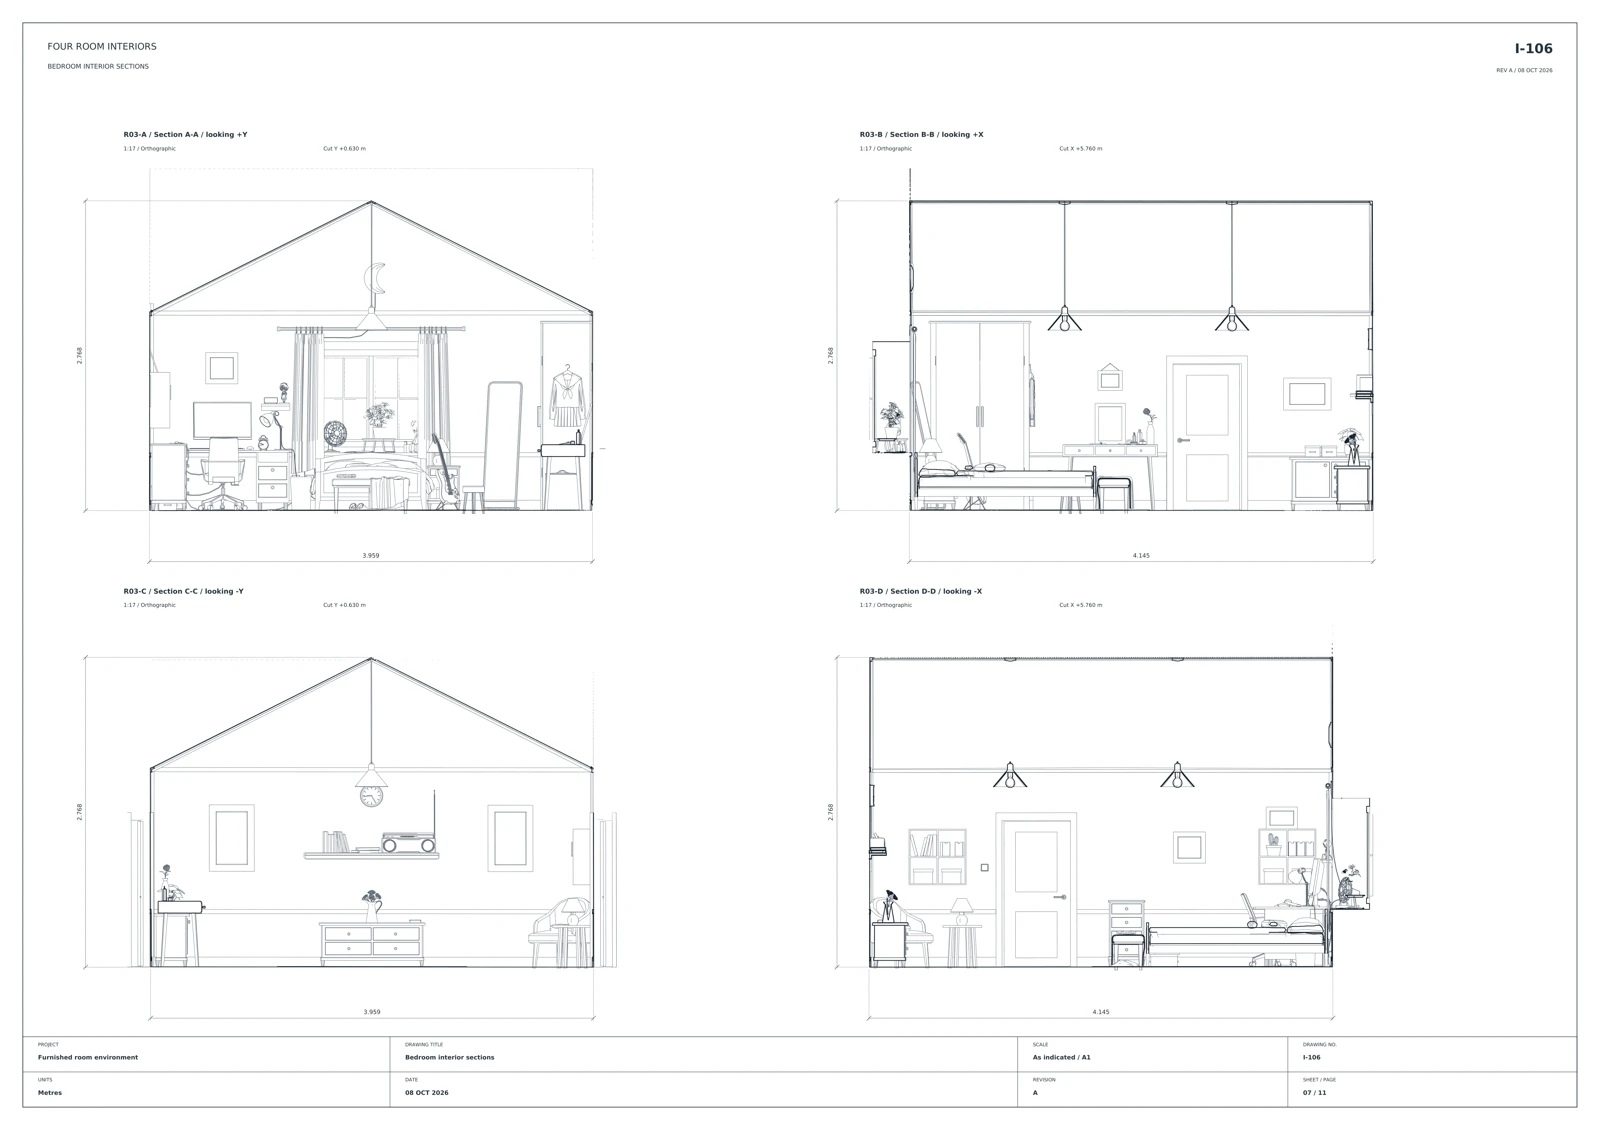 FOUR ROOM INTERIORS
I-106
BEDROOM INTERIOR SECTIONS
REV A / 08 OCT 2026
R03-A / Section A-A / looking +Y
1:17 / Orthographic
Cut Y +0.630 m
2.768
3.959
R03-B / Section B-B / looking +X
1:17 / Orthographic
Cut X +5.760 m
2.768
4.145
R03-C / Section C-C / looking -Y
1:17 / Orthographic
Cut Y +0.630 m
2.768
3.959
R03-D / Section D-D / looking -X
1:17 / Orthographic
Cut X +5.760 m
2.768
4.145
PROJECT
Furnished room environment
DRAWING TITLE
Bedroom interior sections
SCALE
As indicated / A1
DRAWING NO.
I-106
UNITS
Metres
DATE
08 OCT 2026
REVISION
A
SHEET / PAGE
07 / 11